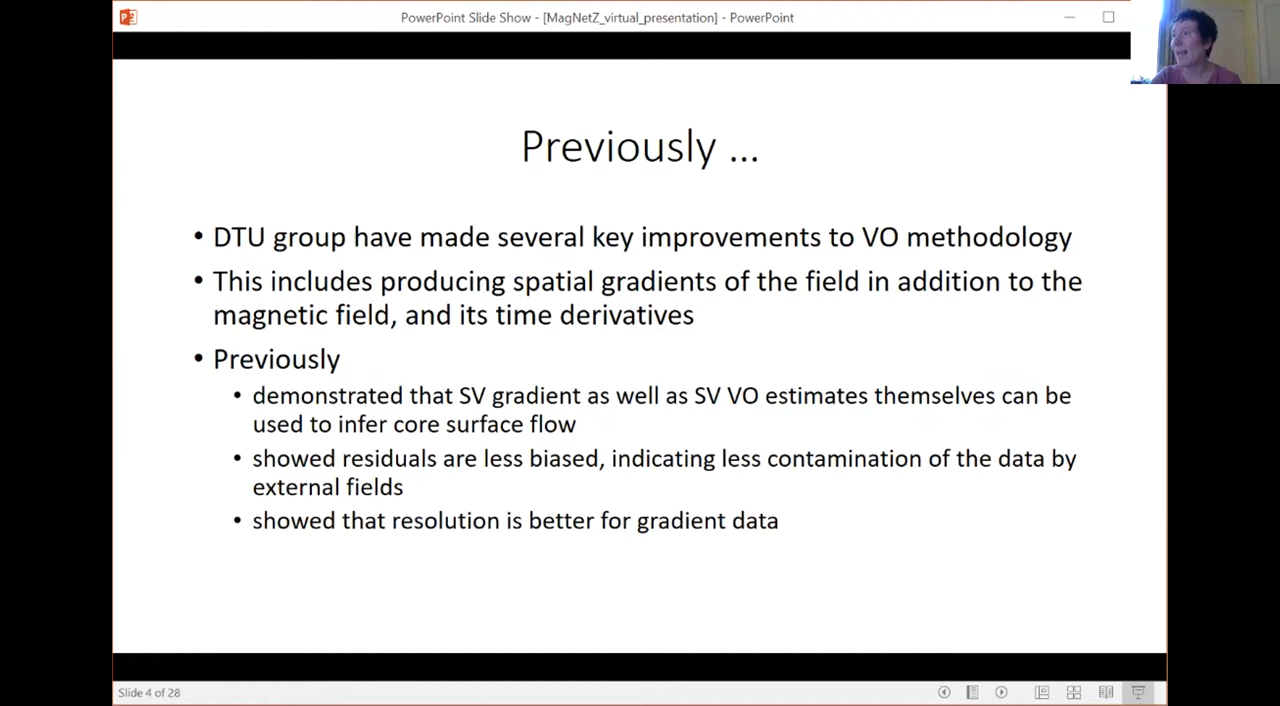 PowerPoint Slide Show - [MagNetZ_virtual_presentation] - PowerPoint
Previously ...
• DTU group have made several key improvements to VO methodology
• This includes producing spatial gradients of the field in addition to the
magnetic field, and its time derivatives
• Previously
• demonstrated that SV gradient as well as SV VO estimates themselves can be
used to infer core surface flow
• showed residuals are less biased, indicating less contamination of the data by
external fields
• showed that resolution is better for gradient data
Slide 4 of 28